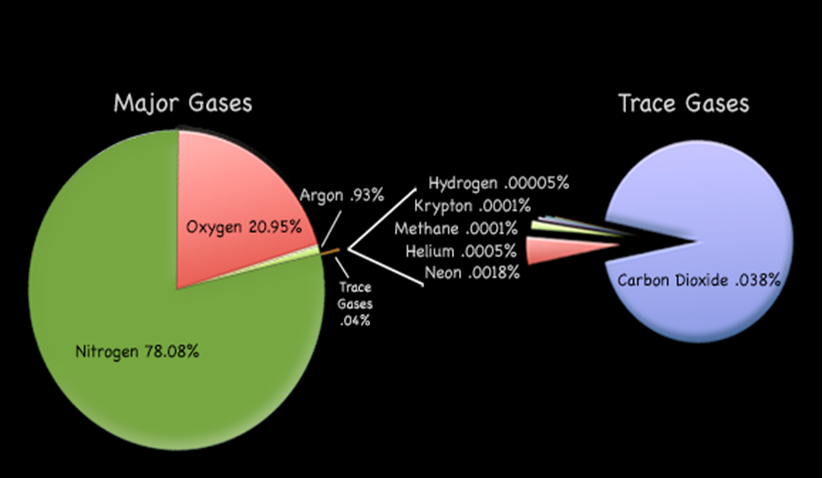 Major Gases
Trace Gases
Oxygen 20.95%
Argon .93%
Trace
Gases
.04%
Nitrogen 78.08%
Hydrogen .00005%
Krypton .0001%
Methane .0001%
Helium .0005%
Neon .0018%
Carbon Dioxide .038%